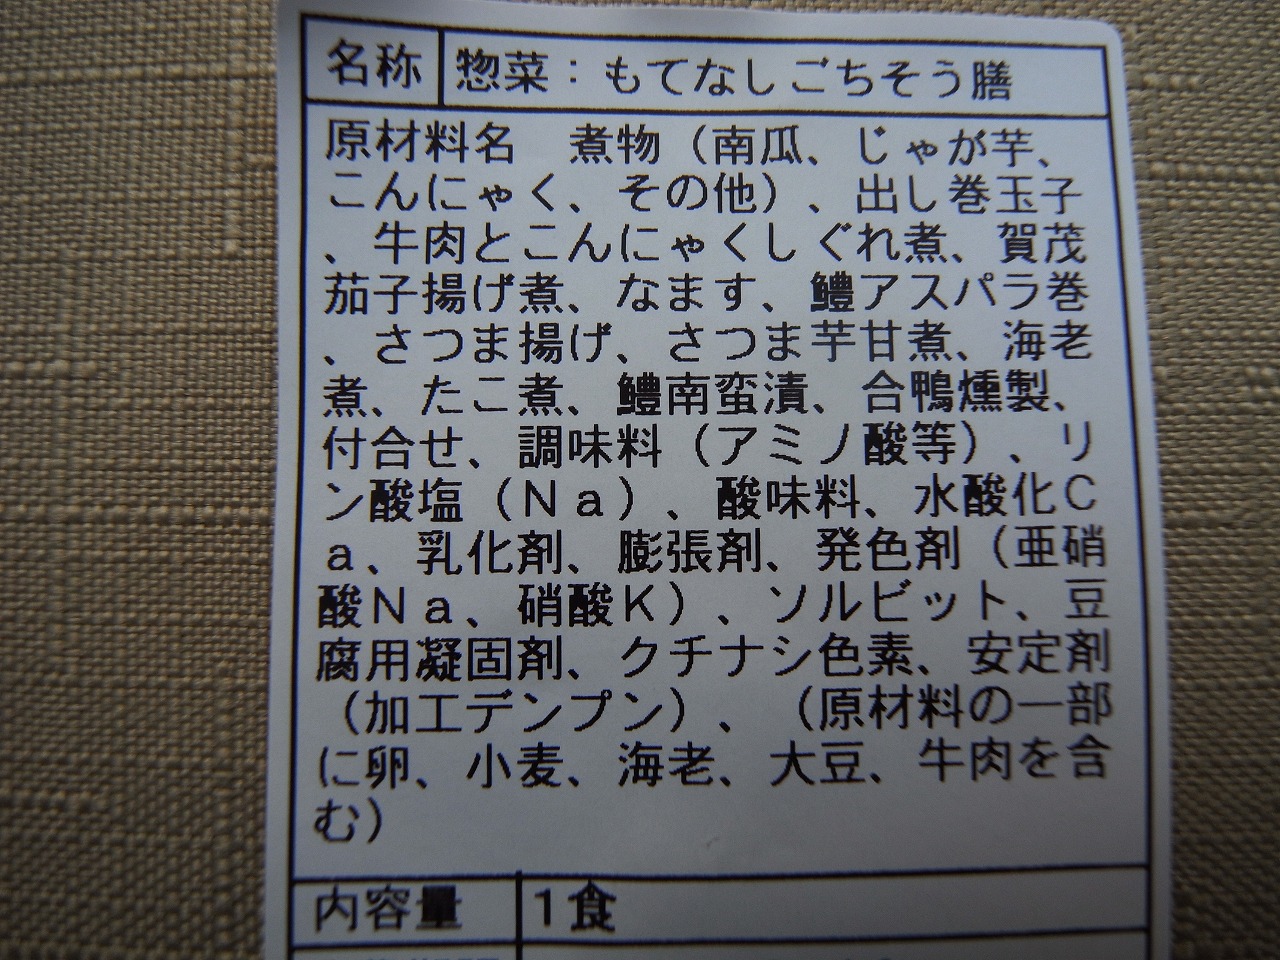 名称 惣菜：もてなしごちそう膳
原材料名　煮物（南瓜、じゃが芋、
こんにゃく、その他）、出し巻玉子
、牛肉とこんにゃくしぐれ煮、賀茂
茄子揚げ煮、なます、鱧アスパラ巻
、さつま揚げ、さつま芋甘煮、海老
煮、たこ煮、鱧南蛮漬、合鴨燻製、
付合せ、調味料（アミノ酸等）、リ
ン酸塩（Ｎａ）、酸味料、水酸化Ｃ
ａ、乳化剤、膨張剤、発色剤（亜硝
酸Ｎａ、硝酸Ｋ）、ソルビット、豆
腐用凝固剤、クチナシ色素、安定剤
（加工デンプン）、（原材料の一部
に卵、小麦、海老、大豆、牛肉を含
む）
内容量 １食